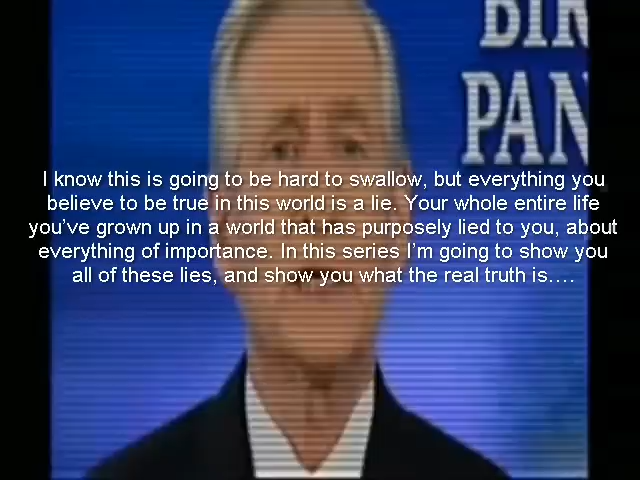 BIR
PAN
I know this is going to be hard to swallow, but everything you
believe to be true in this world is a lie. Your whole entire life
you've grown up in a world that has purposely lied to you, about
everything of importance. In this series I'm going to show you
all of these lies, and show you what the real truth is....